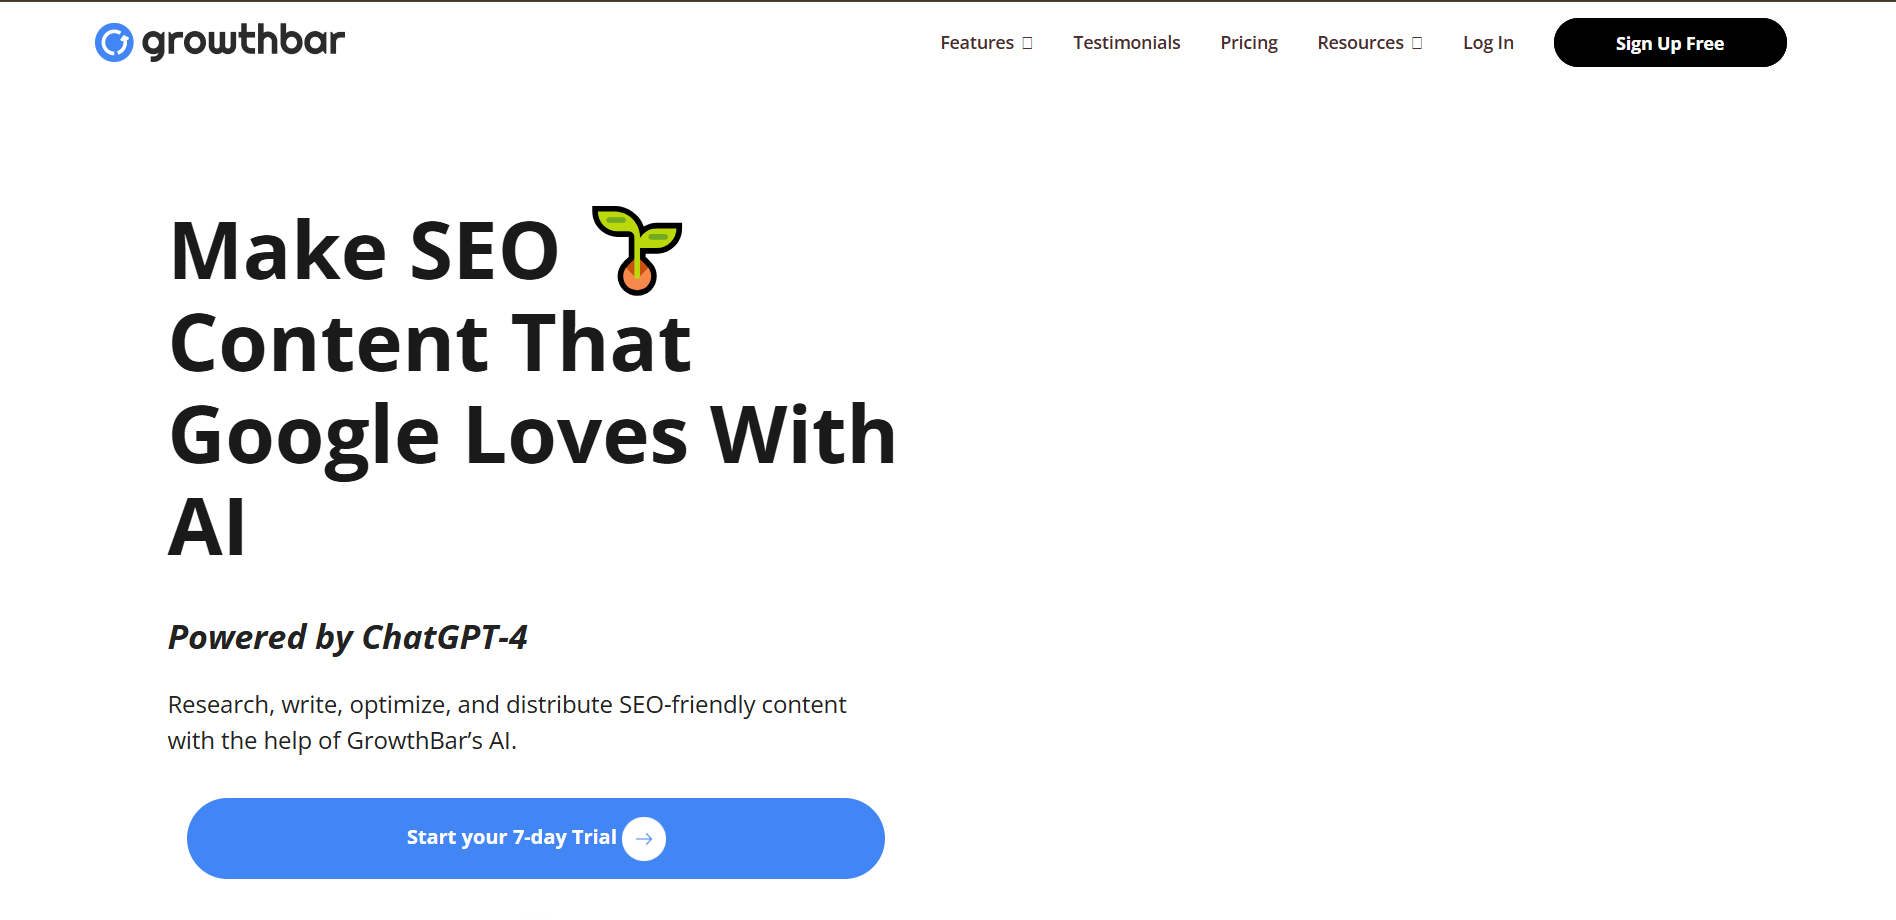 growthbar
Features
Testimonials
Pricing
Resources
Log In
Sign Up Free
Make SEO
Content That
Google Loves With
AI
Powered by ChatGPT-4
Research, write, optimize, and distribute SEO-friendly content
with the help of GrowthBar’s AI.
Start your 7-day Trial